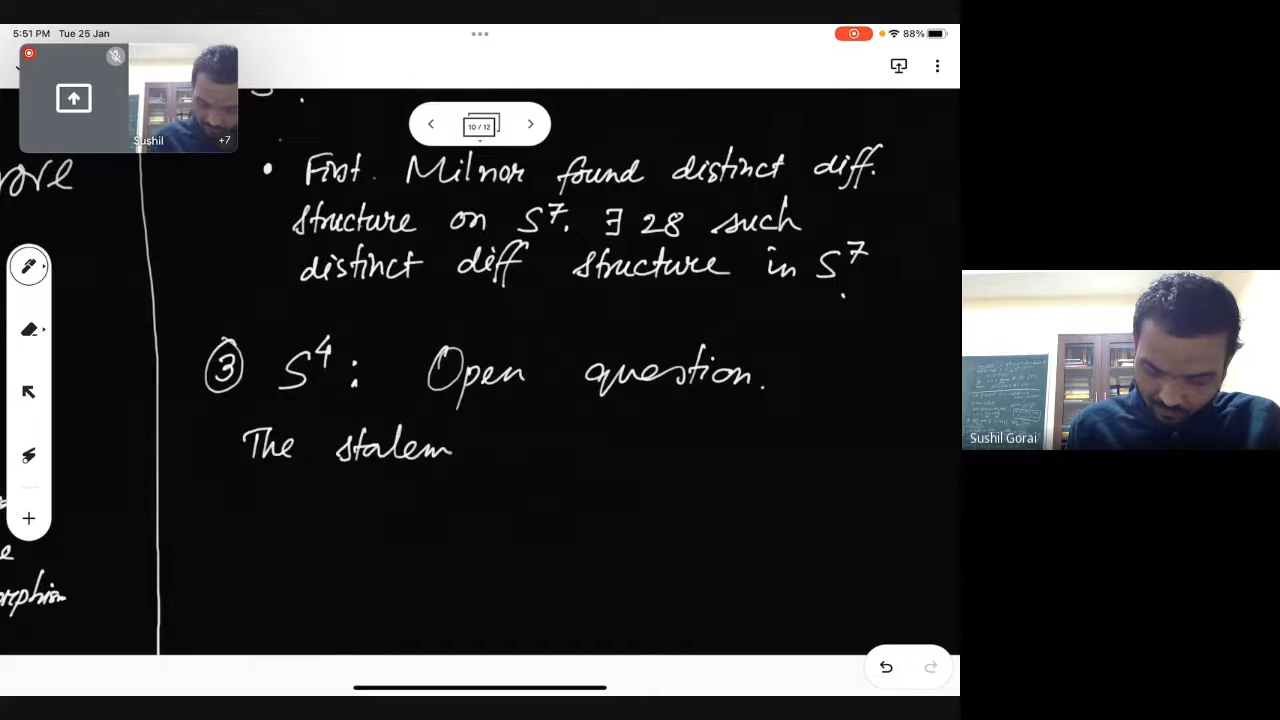 5:51 PM Tue 25 Jan
88%
Sushil
+7
10 / 12
• First. Milnor found distinct diff.
structure on S⁷. ∃ 28 such
distinct diff structure in S⁷.
③ S⁴: Open question.
The stalem
Sushil Gorai